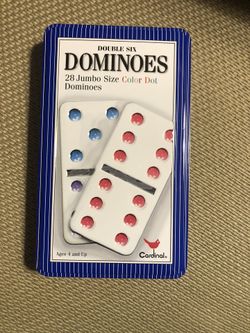 DOUBLE SIX
DOMINOES
28 Jumbo Size Color Dot
Dominoes
Ages 4 and Up
Cardinal